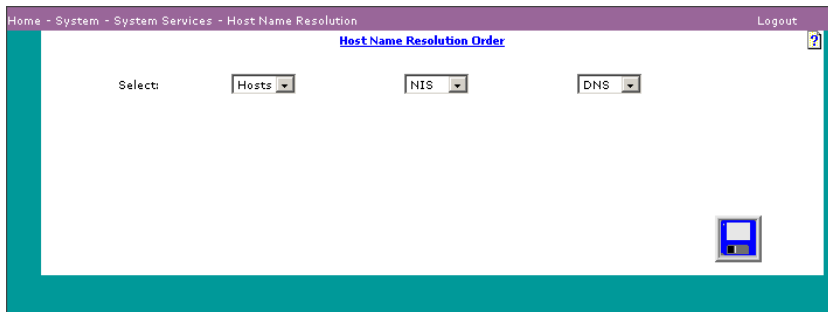 Home - System - System Services - Host Name Resolution Logout
Host Name Resolution Order
?
Select: Hosts NIS DNS